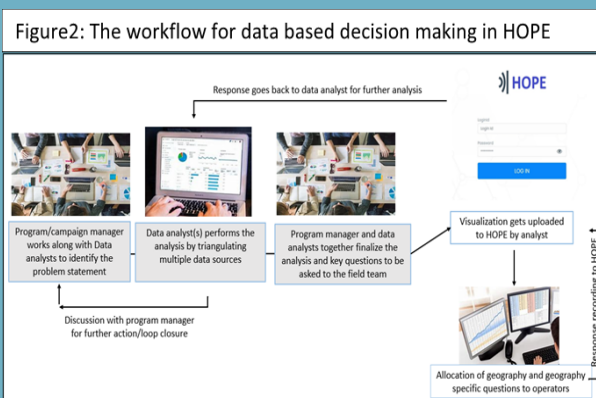 Figure2: The workflow for data based decision making in HOPE
Response goes back to data analyst for further analysis
HOPE
Password
LOG IN
Program/campaign manager
works along with Data
analysts to identify the
problem statement
Data analyst(s) performs the
analysis by triangulating
multiple data sources
Program manager and data
analysts together finalize the
analysis and key questions to be
asked to the field team
Visualization gets uploaded
to HOPE by analyst
Discussion with program manager
for further action/loop closure
Allocation of geography and geography
specific questions to operators
Response recording to HOPE